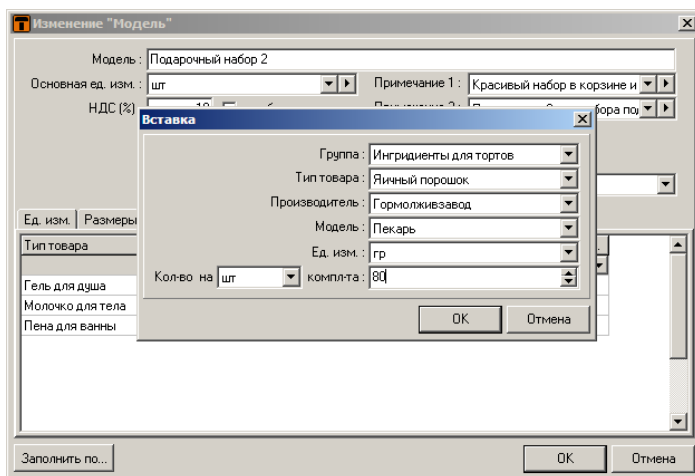 Изменение "Модель"
Модель : Подарочный набор 2
Основная ед. изм. : шт Примечание 1 : Красивый набор в корзине и
НДС (%)
Вставка
Группа : Ингридиенты для тортов
Тип товара : Яичный порошок
Производитель : Гормолживзавод
Модель : Пекарь
Ед. изм. : гр
Кол-во на шт компл-та : 80
OK Отмена
Ед. изм. Размеры
Тип товара
Гель для душа
Молочко для тела
Пена для ванны
Заполнить по... OK Отмена